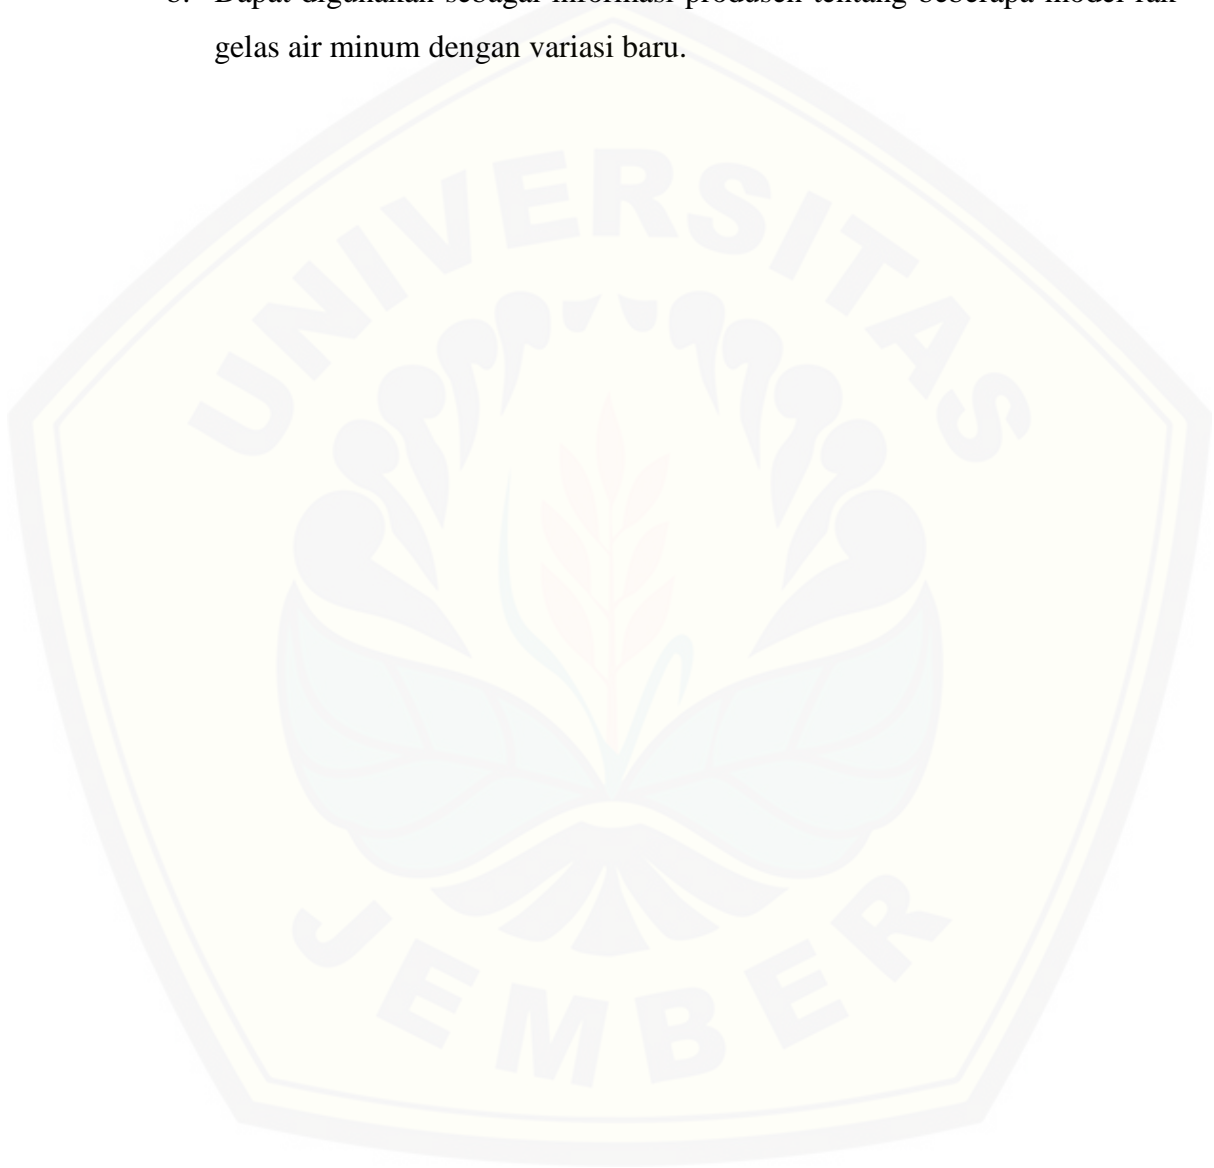 b. Dapat digunakan sebagai informasi produsen tentang beberapa model rak
gelas air minum dengan variasi baru.
UNIVERSITAS
JEMBER